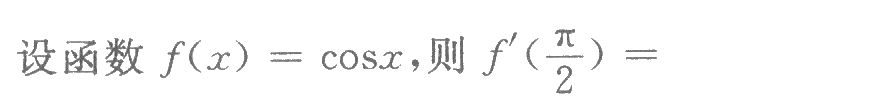 设函数 f(x) = cosx,则 f′(π/2) =